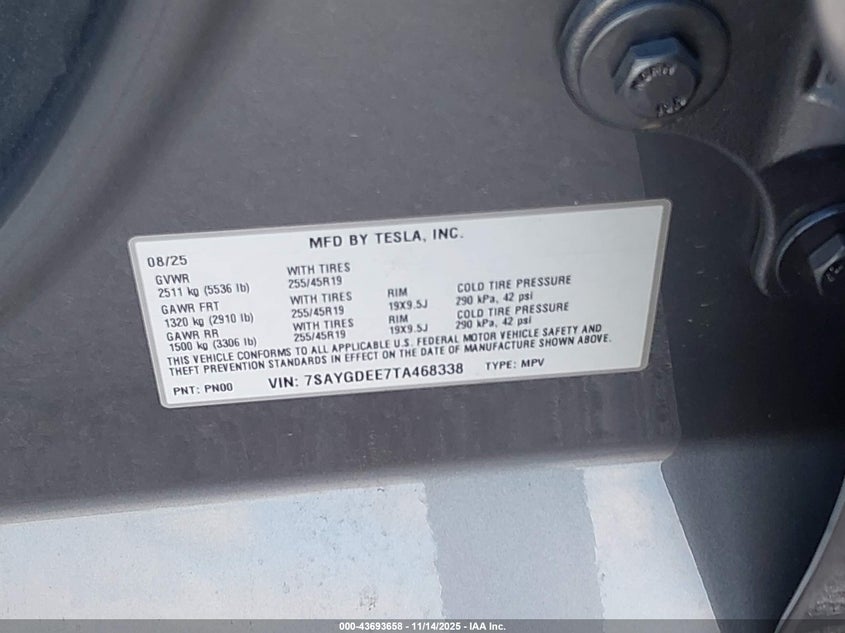 MFD BY TESLA, INC.
08/25
GVWR
2511 kg (5536 lb)
WITH TIRES
255/45R19
GAWR FRT
1320 kg (2910 lb)
WITH TIRES
255/45R19
RIM
19X9.5J
COLD TIRE PRESSURE
290 kPa, 42 psi
GAWR RR
1500 kg (3306 lb)
WITH TIRES
255/45R19
RIM
19X9.5J
COLD TIRE PRESSURE
290 kPa, 42 psi
THIS VEHICLE CONFORMS TO ALL APPLICABLE U.S. FEDERAL MOTOR VEHICLE SAFETY AND
THEFT PREVENTION STANDARDS IN EFFECT ON THE DATE OF MANUFACTURE SHOWN ABOVE.
PNT: PN00 VIN: 7SAYGDEE7TA468338 TYPE: MPV
000-43693658 - 11/14/2025 - IAA Inc.